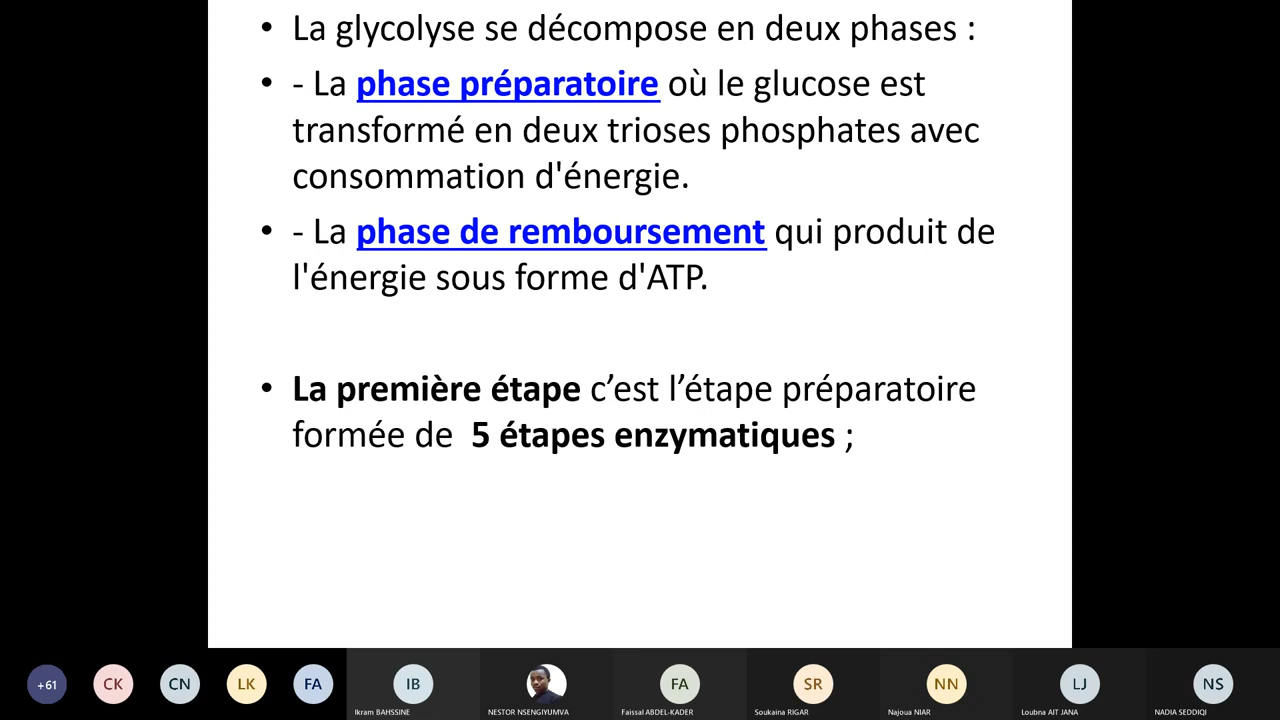 • La glycolyse se décompose en deux phases :
• - La phase préparatoire où le glucose est
transformé en deux trioses phosphates avec
consommation d'énergie.
• - La phase de remboursement qui produit de
l'énergie sous forme d'ATP.
• La première étape c’est l’étape préparatoire
formée de 5 étapes enzymatiques ;
+61 CK CN LK FA IB FA SR NN LJ NS
Ikram BAHSSINE NESTOR NSENGIYUMVA Faissal ABDEL-KADER Soukaina RIGAR Najoua NIAR Loubna AIT JANA NADIA SEDDIQI